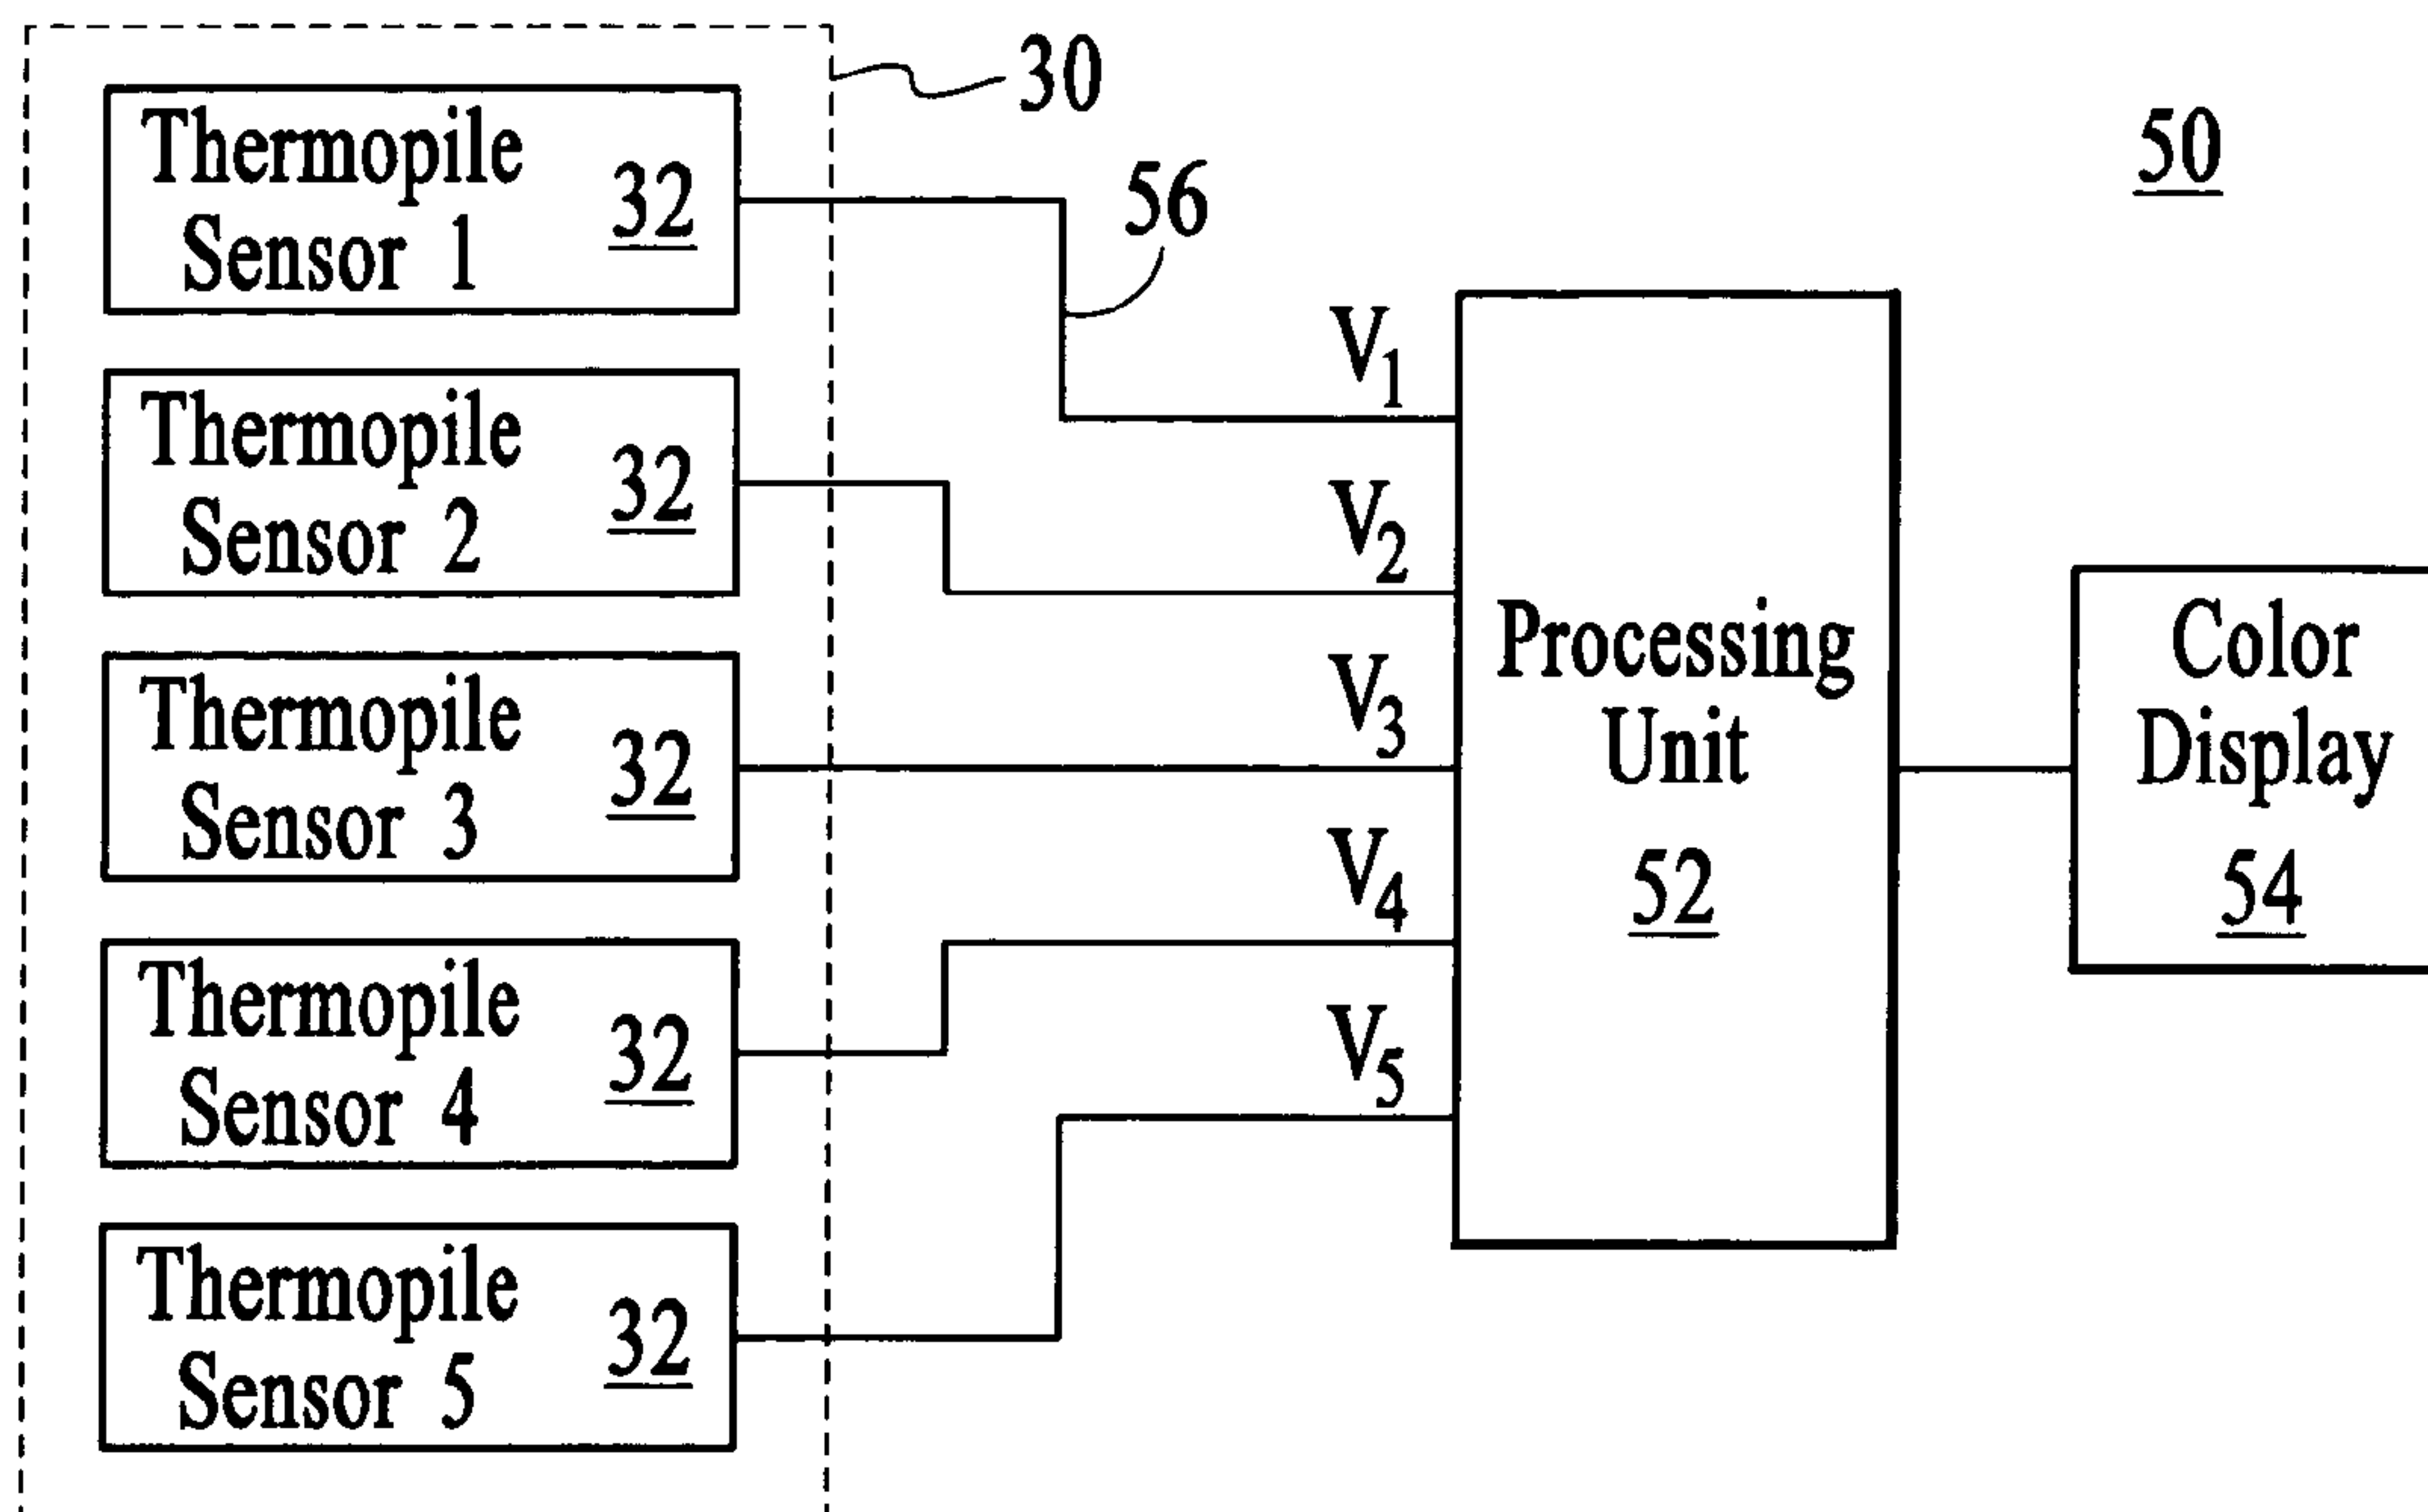 30
50
56
Thermopile
Sensor 1
32
Thermopile
Sensor 2
32
Thermopile
Sensor 3
32
Thermopile
Sensor 4
32
Thermopile
Sensor 5
32
V1
V2
V3
V4
V5
Processing
Unit
52
Color
Display
54